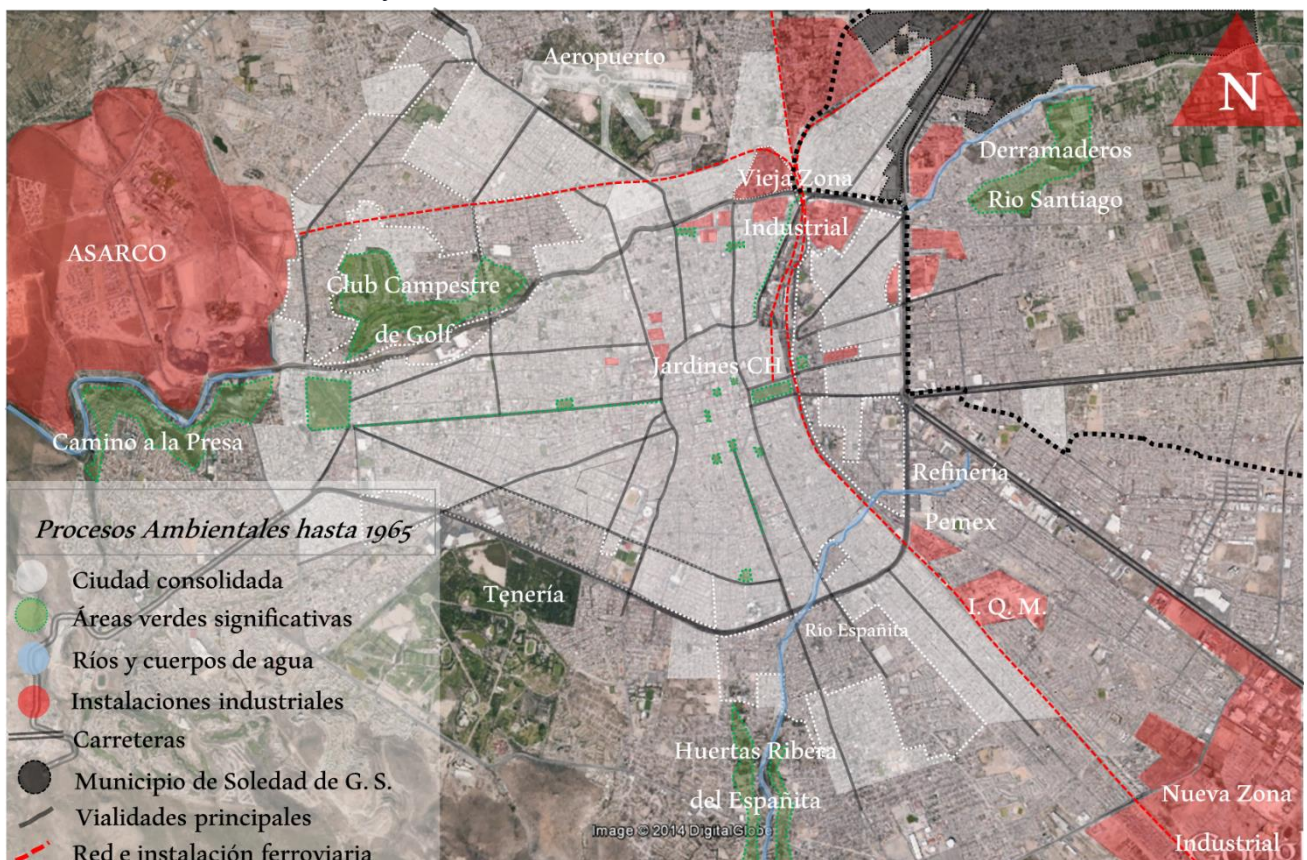 Aeropuerto
N
Derramaderos
Rio Santiago
Vieja Zona
Industrial
ASARCO
Club Campestre
de Golf
Jardines CH
Camino a la Presa
Refinería
Pemex
Procesos Ambientales hasta 1965
Ciudad consolidada
Áreas verdes significativas
Ríos y cuerpos de agua
Instalaciones industriales
Carreteras
Municipio de Soledad de G. S.
Vialidades principales
Red e instalación ferroviaria
Tenería
I. Q. M.
Rio Españita
Huertas Ribera
del Españita
Nueva Zona
Industrial
Image © 2014 DigitalGlobe